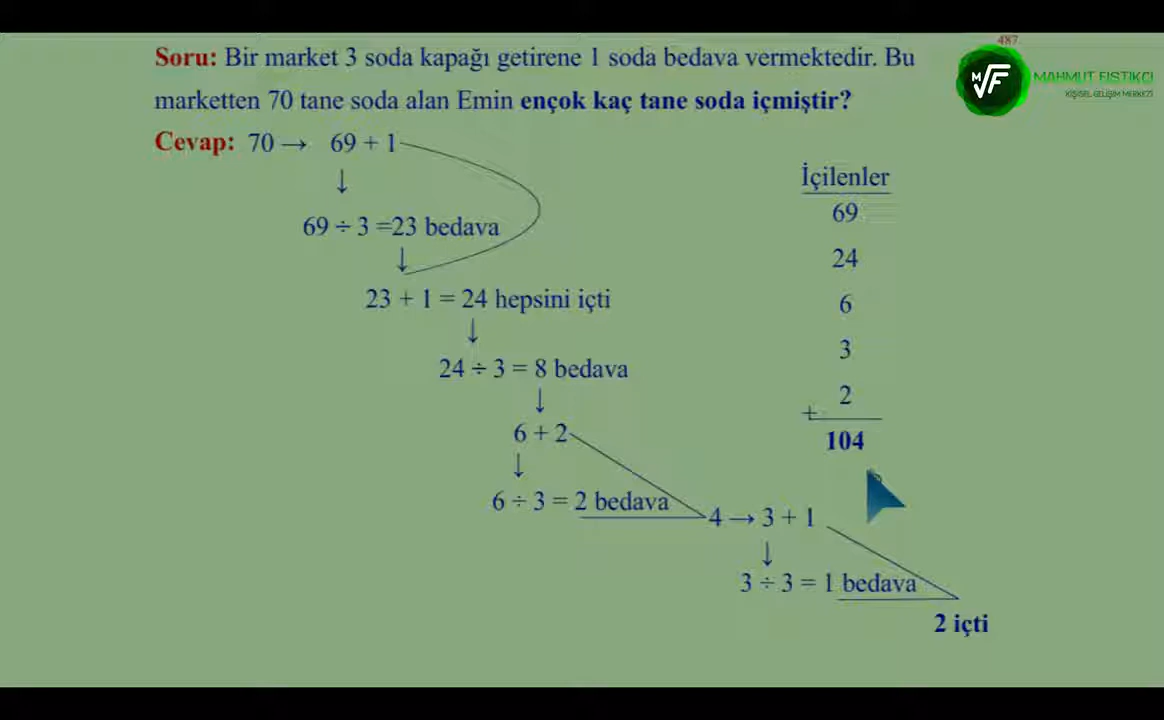 487
Soru: Bir market 3 soda kapağı getirene 1 soda bedava vermektedir. Bu
marketten 70 tane soda alan Emin ençok kaç tane soda içmiştir?
MVF
MAHMUT FISTIKÇI
KİŞİSEL GELİŞİM MERKEZİ
Cevap: 70 → 69 + 1
↓
69 ÷ 3 =23 bedava
↓
23 + 1 = 24 hepsini içti
↓
24 ÷ 3 = 8 bedava
↓
6 + 2
↓
6 ÷ 3 = 2 bedava
4 → 3 + 1
↓
3 ÷ 3 = 1 bedava
2 içti
İçilenler
69
24
6
3
+ 2
104